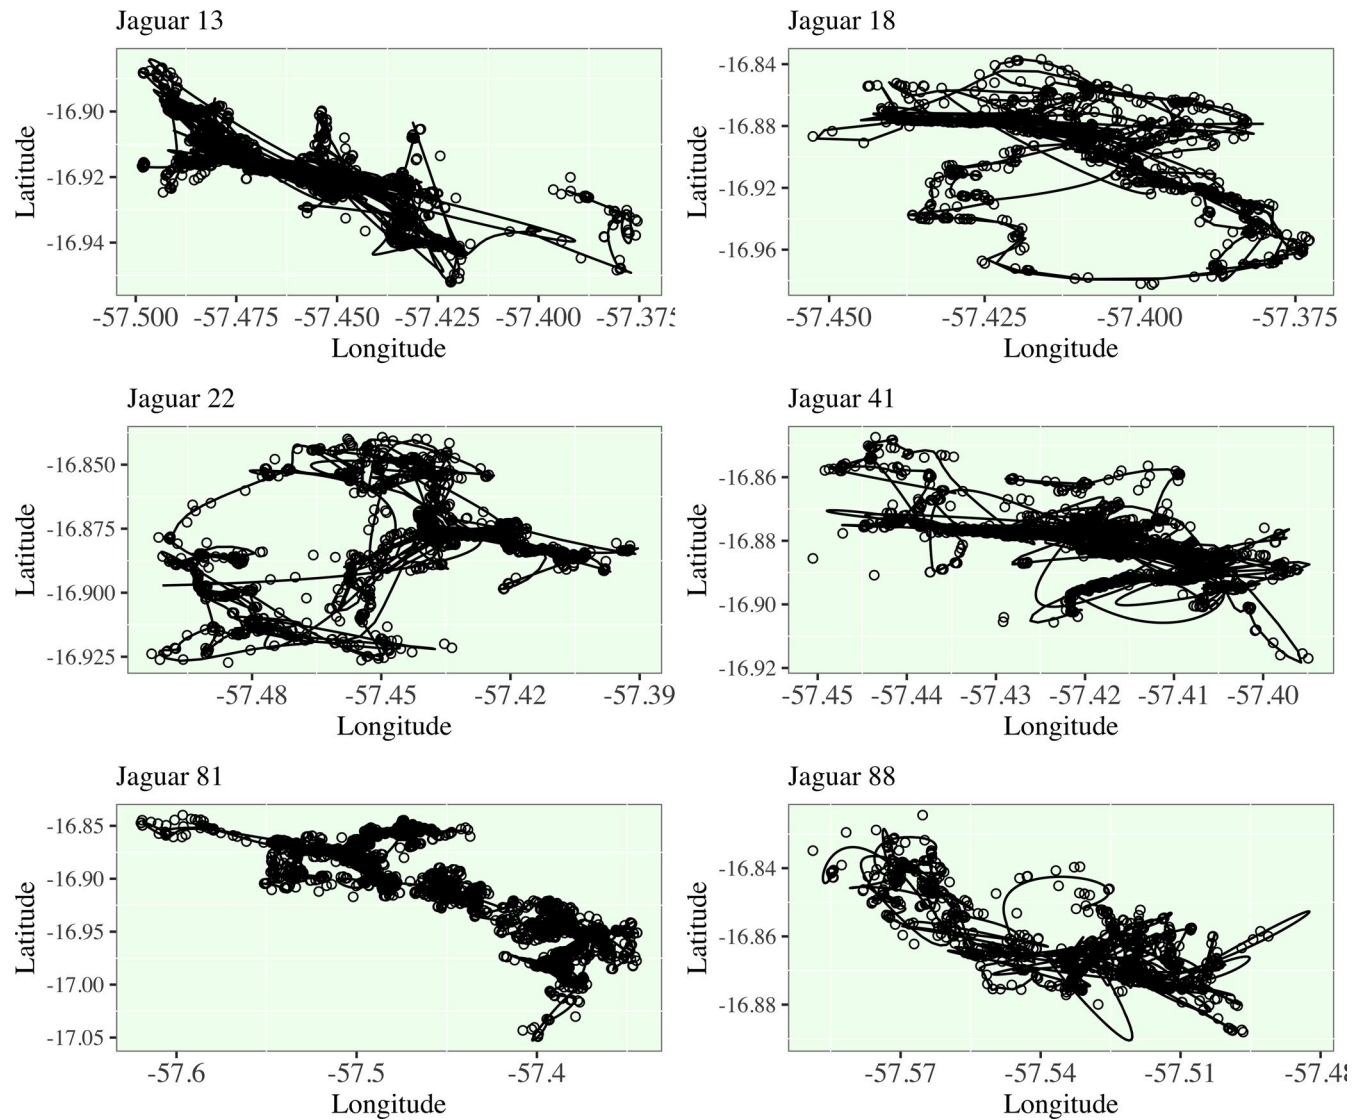 Jaguar 13
Latitude
-16.90
-16.92
-16.94
-57.500 -57.475 -57.450 -57.425 -57.400 -57.375
Longitude
Jaguar 18
Latitude
-16.84
-16.88
-16.92
-16.96
-57.450 -57.425 -57.400 -57.375
Longitude
Jaguar 22
Latitude
-16.850
-16.875
-16.900
-16.925
-57.48 -57.45 -57.42 -57.39
Longitude
Jaguar 41
Latitude
-16.86
-16.88
-16.90
-16.92
-57.45 -57.44 -57.43 -57.42 -57.41 -57.40
Longitude
Jaguar 81
Latitude
-16.85
-16.90
-16.95
-17.00
-17.05
-57.6 -57.5 -57.4
Longitude
Jaguar 88
Latitude
-16.84
-16.86
-16.88
-57.57 -57.54 -57.51 -57.48
Longitude